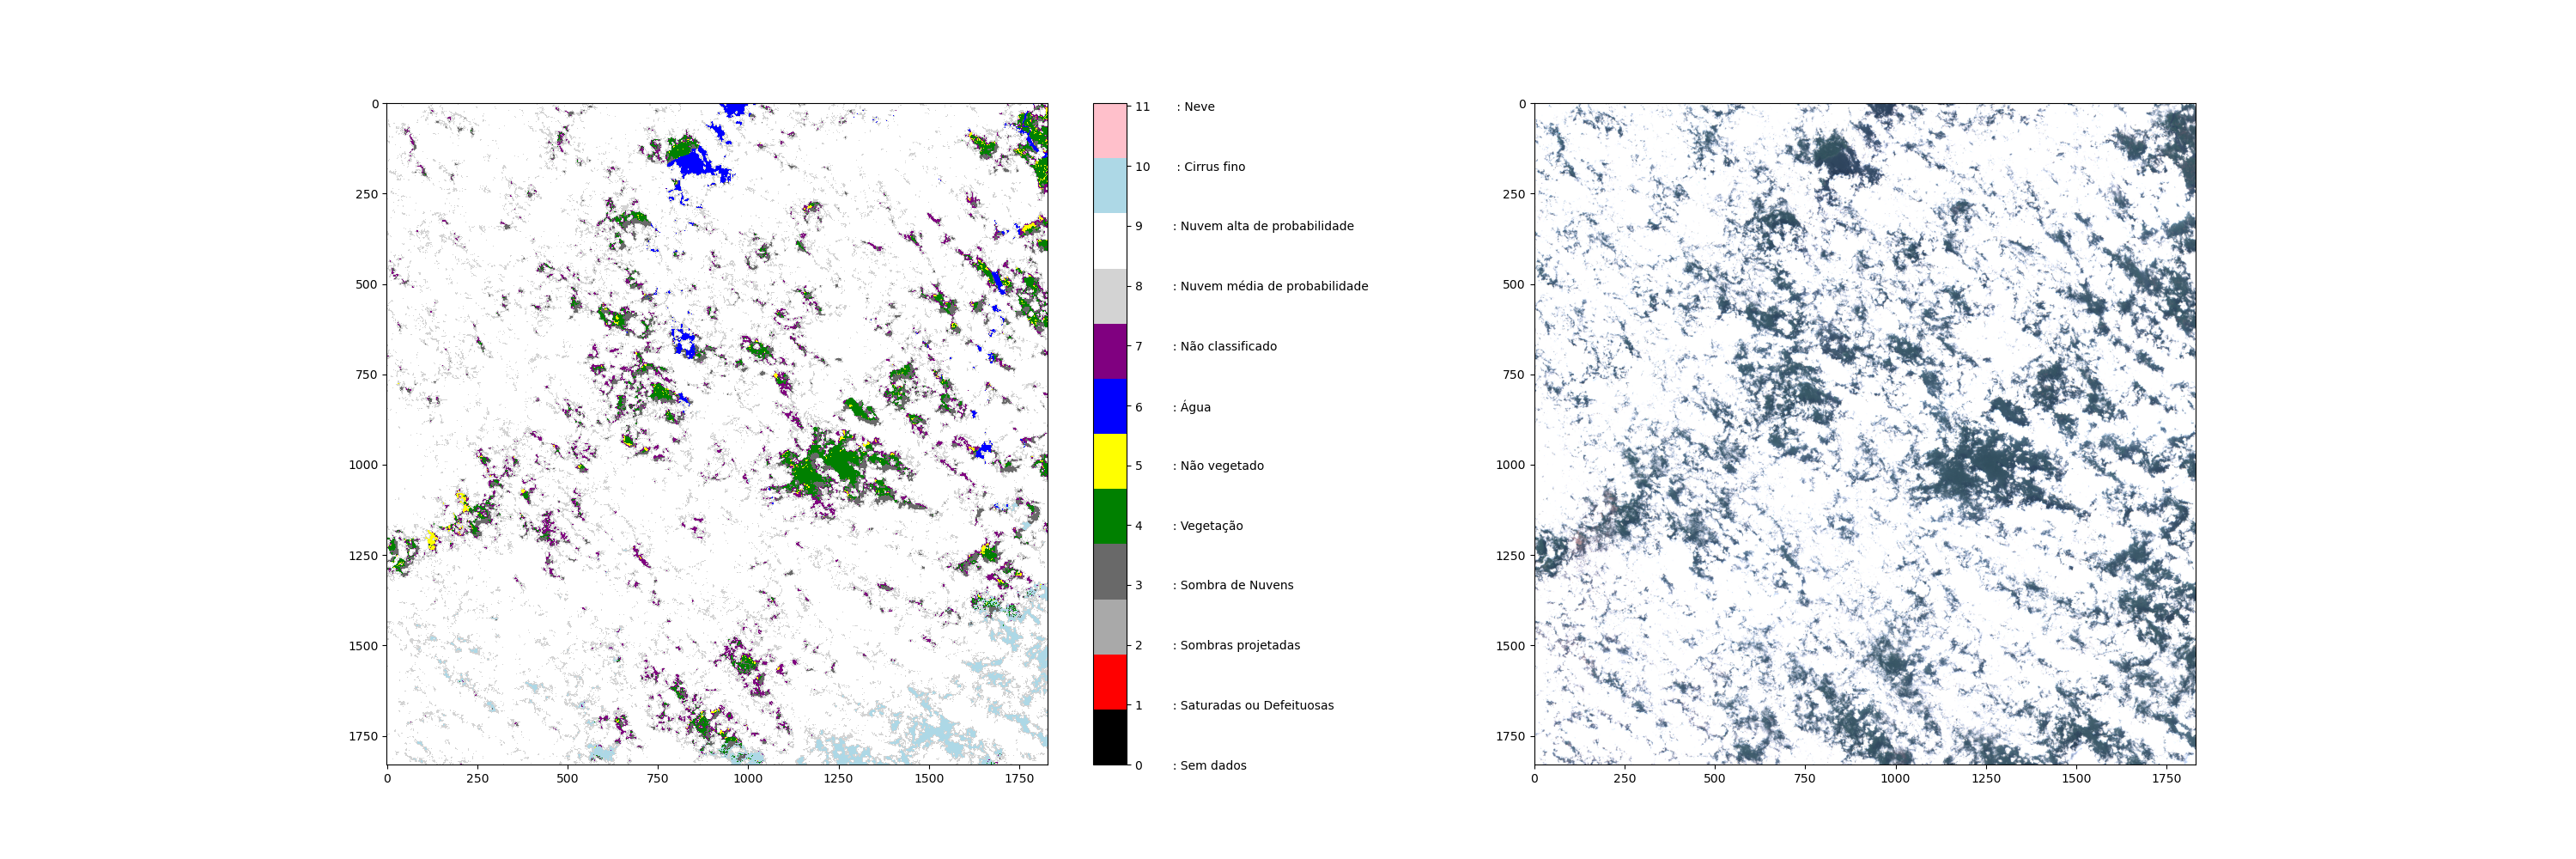 0
250
500
750
1000
1250
1500
1750
0 250 500 750 1000 1250 1500 1750
11 : Neve
10 : Cirrus fino
9 : Nuvem alta de probabilidade
8 : Nuvem média de probabilidade
7 : Não classificado
6 : Água
5 : Não vegetado
4 : Vegetação
3 : Sombra de Nuvens
2 : Sombras projetadas
1 : Saturadas ou Defeituosas
0 : Sem dados
0
250
500
750
1000
1250
1500
1750
0 250 500 750 1000 1250 1500 1750